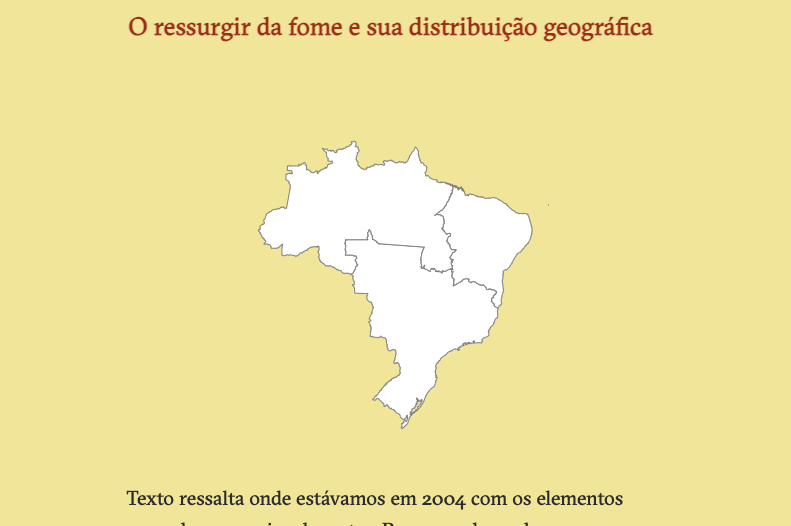 O ressurgir da fome e sua distribuição geográfica
Texto ressalta onde estávamos em 2004 com os elementos